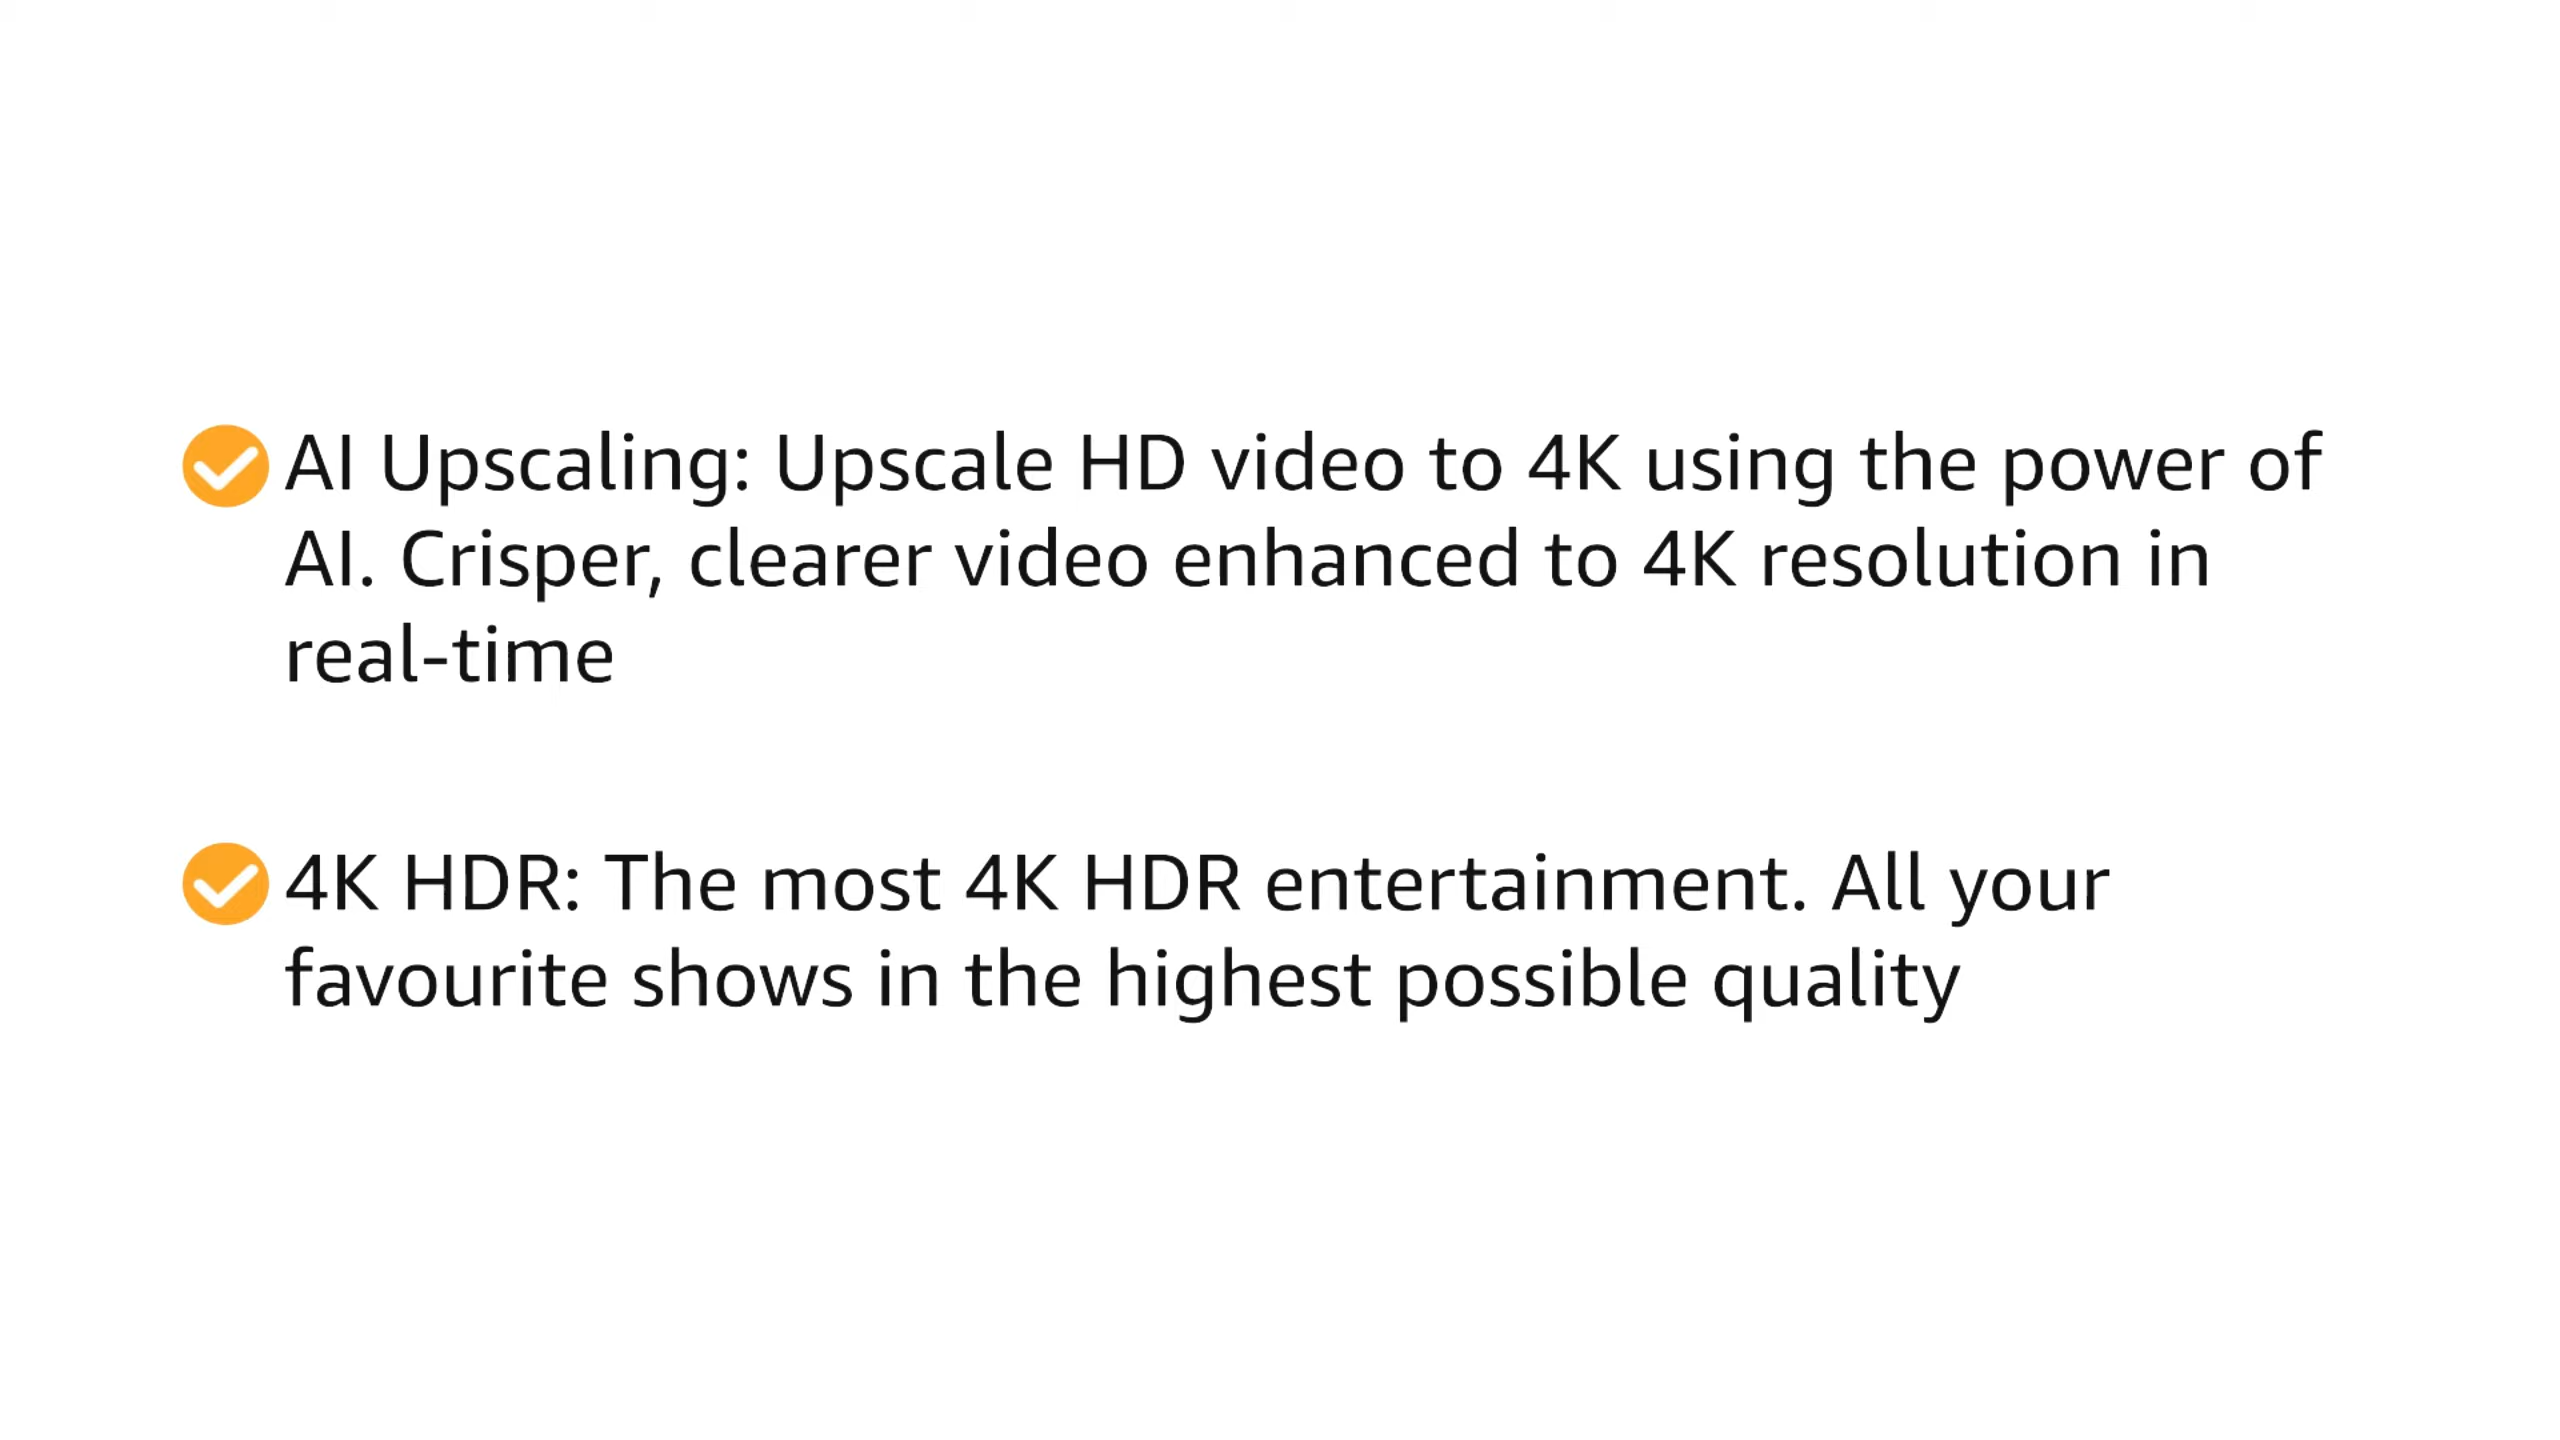 AI Upscaling: Upscale HD video to 4K using the power of
AI. Crisper, clearer video enhanced to 4K resolution in
real-time
4K HDR: The most 4K HDR entertainment. All your
favourite shows in the highest possible quality